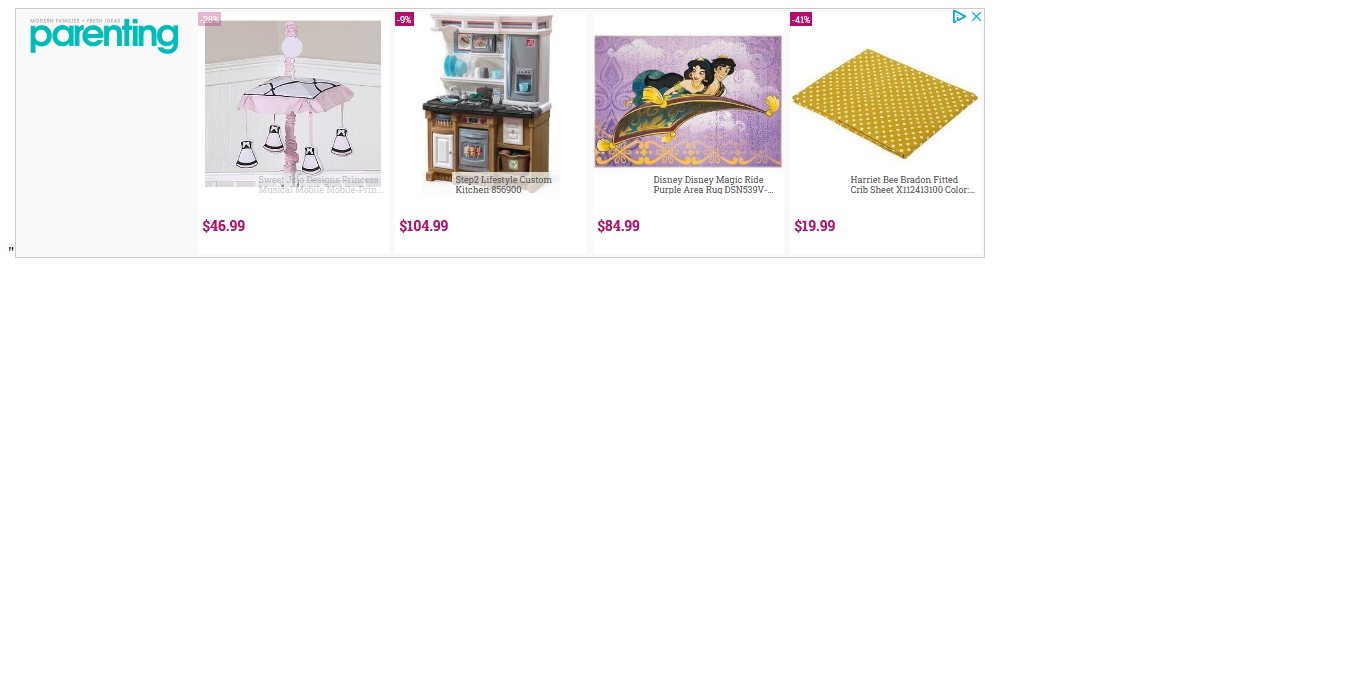 MODERN FAMILIES + FRESH IDEAS
parenting
-28%
Sweet Jojo Designs Princess
Musical Mobile Mobile-Prin...
$46.99
-9%
Step2 Lifestyle Custom
Kitchen 856900
$104.99
Disney Disney Magic Ride
Purple Area Rug DSN539V-...
$84.99
-41%
Harriet Bee Bradon Fitted
Crib Sheet X112413100 Color:...
$19.99
"